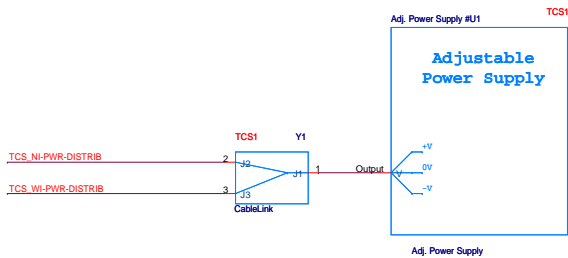 TCS1
Adj. Power Supply #U1
Adjustable
Power Supply
TCS1 Y1
+V
TCS_NI-PWR-DISTRIB 2 J2
0V
J1 1 Output V
TCS_WI-PWR-DISTRIB 3 J3
−V
CableLink
Adj. Power Supply